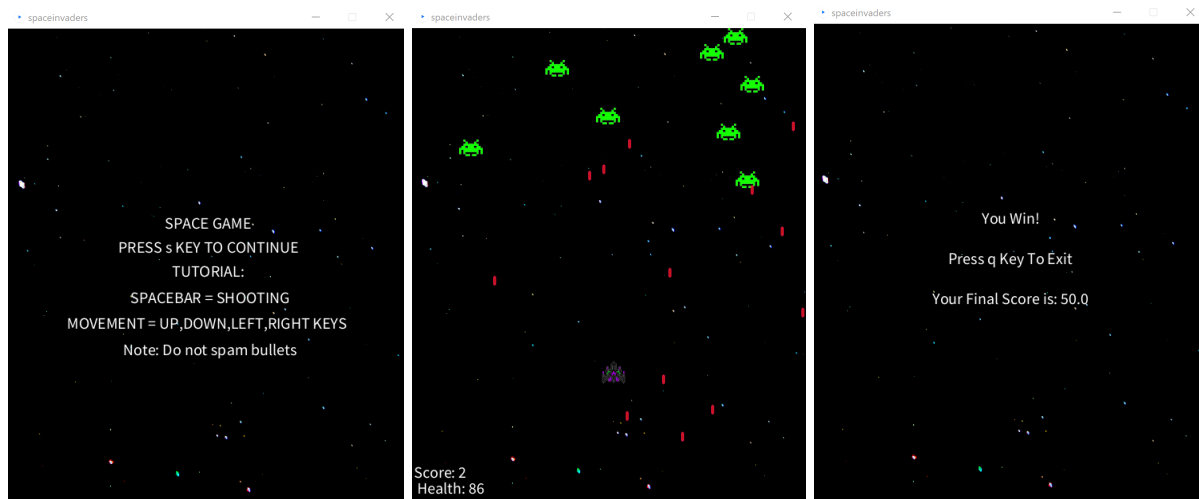 spaceinvaders
SPACE GAME
PRESS s KEY TO CONTINUE
TUTORIAL:
SPACEBAR = SHOOTING
MOVEMENT = UP,DOWN,LEFT,RIGHT KEYS
Note: Do not spam bullets
spaceinvaders
Score: 2
Health: 86
spaceinvaders
You Win!
Press q Key To Exit
Your Final Score is: 50.0